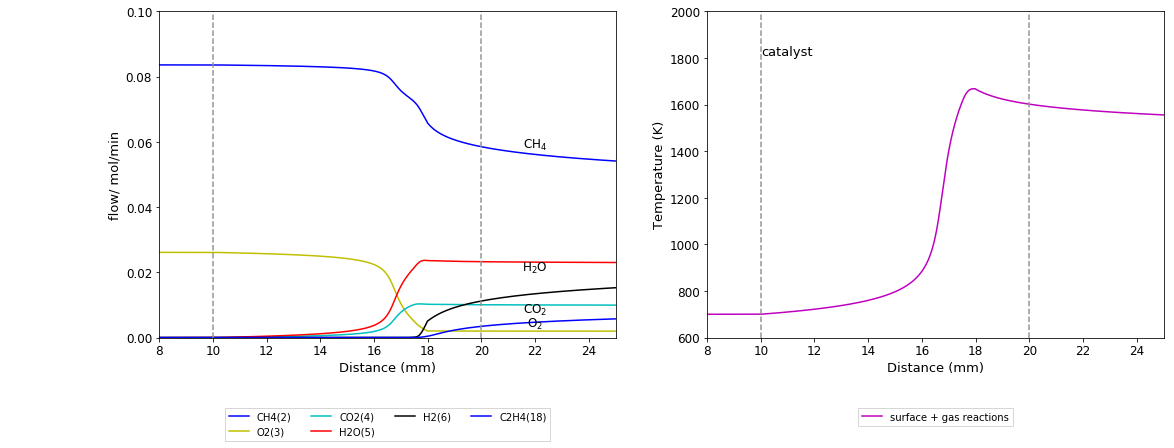 0.10
0.08
0.06
0.04
0.02
0.00
flow/ mol/min
CH4
H2O
CO2
O2
8 10 12 14 16 18 20 22 24
Distance (mm)
CH4(2) CO2(4) H2(6) C2H4(18)
O2(3) H2O(5)
2000
1800
1600
1400
1200
1000
800
600
Temperature (K)
catalyst
8 10 12 14 16 18 20 22 24
Distance (mm)
surface + gas reactions